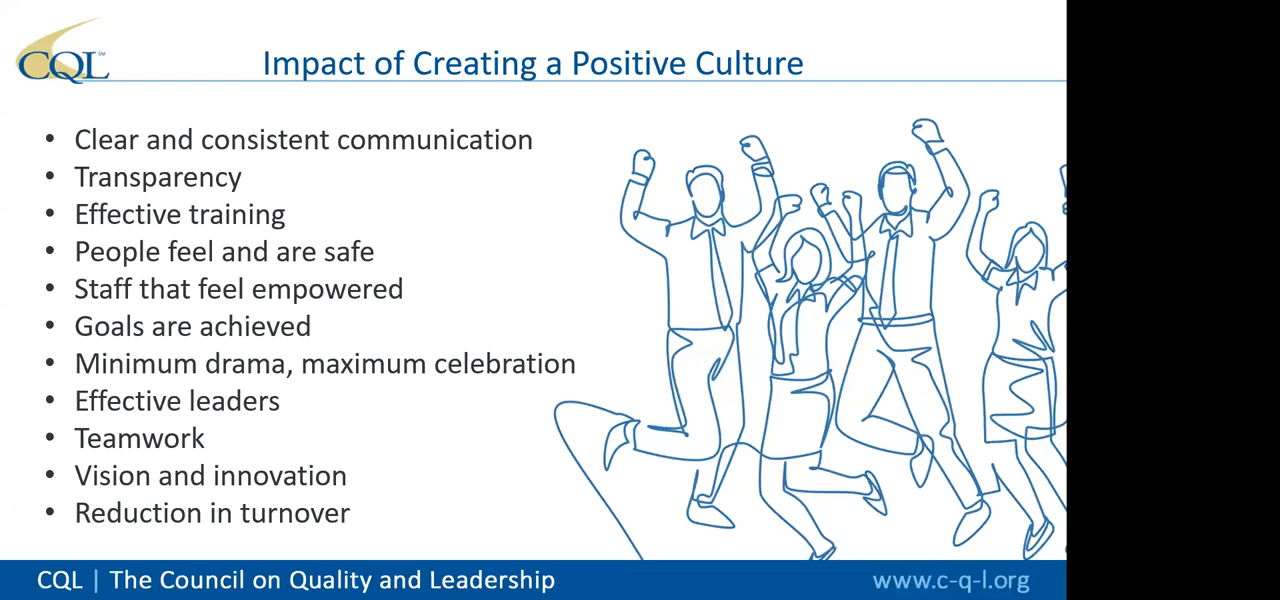 CQL℠
Impact of Creating a Positive Culture
• Clear and consistent communication
• Transparency
• Effective training
• People feel and are safe
• Staff that feel empowered
• Goals are achieved
• Minimum drama, maximum celebration
• Effective leaders
• Teamwork
• Vision and innovation
• Reduction in turnover
CQL | The Council on Quality and Leadership
www.c-q-l.org